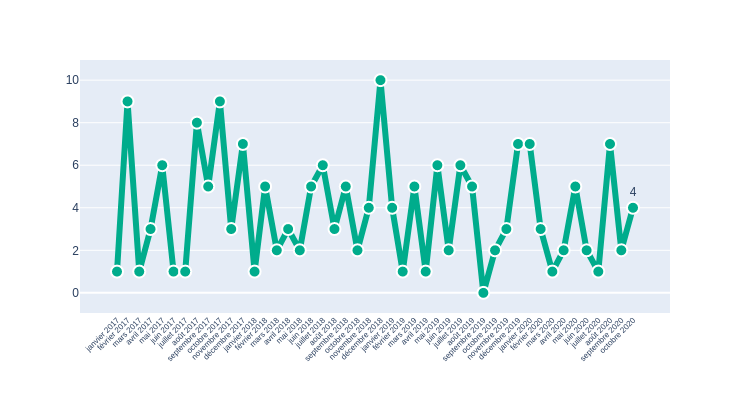 10
8
6
4
2
0
4
janvier 2017
février 2017
mars 2017
avril 2017
mai 2017
juin 2017
juillet 2017
août 2017
septembre 2017
octobre 2017
novembre 2017
décembre 2017
janvier 2018
février 2018
mars 2018
avril 2018
mai 2018
juin 2018
juillet 2018
août 2018
septembre 2018
octobre 2018
novembre 2018
décembre 2018
janvier 2019
février 2019
mars 2019
avril 2019
mai 2019
juin 2019
juillet 2019
août 2019
septembre 2019
octobre 2019
novembre 2019
décembre 2019
janvier 2020
février 2020
mars 2020
avril 2020
mai 2020
juin 2020
juillet 2020
août 2020
septembre 2020
octobre 2020